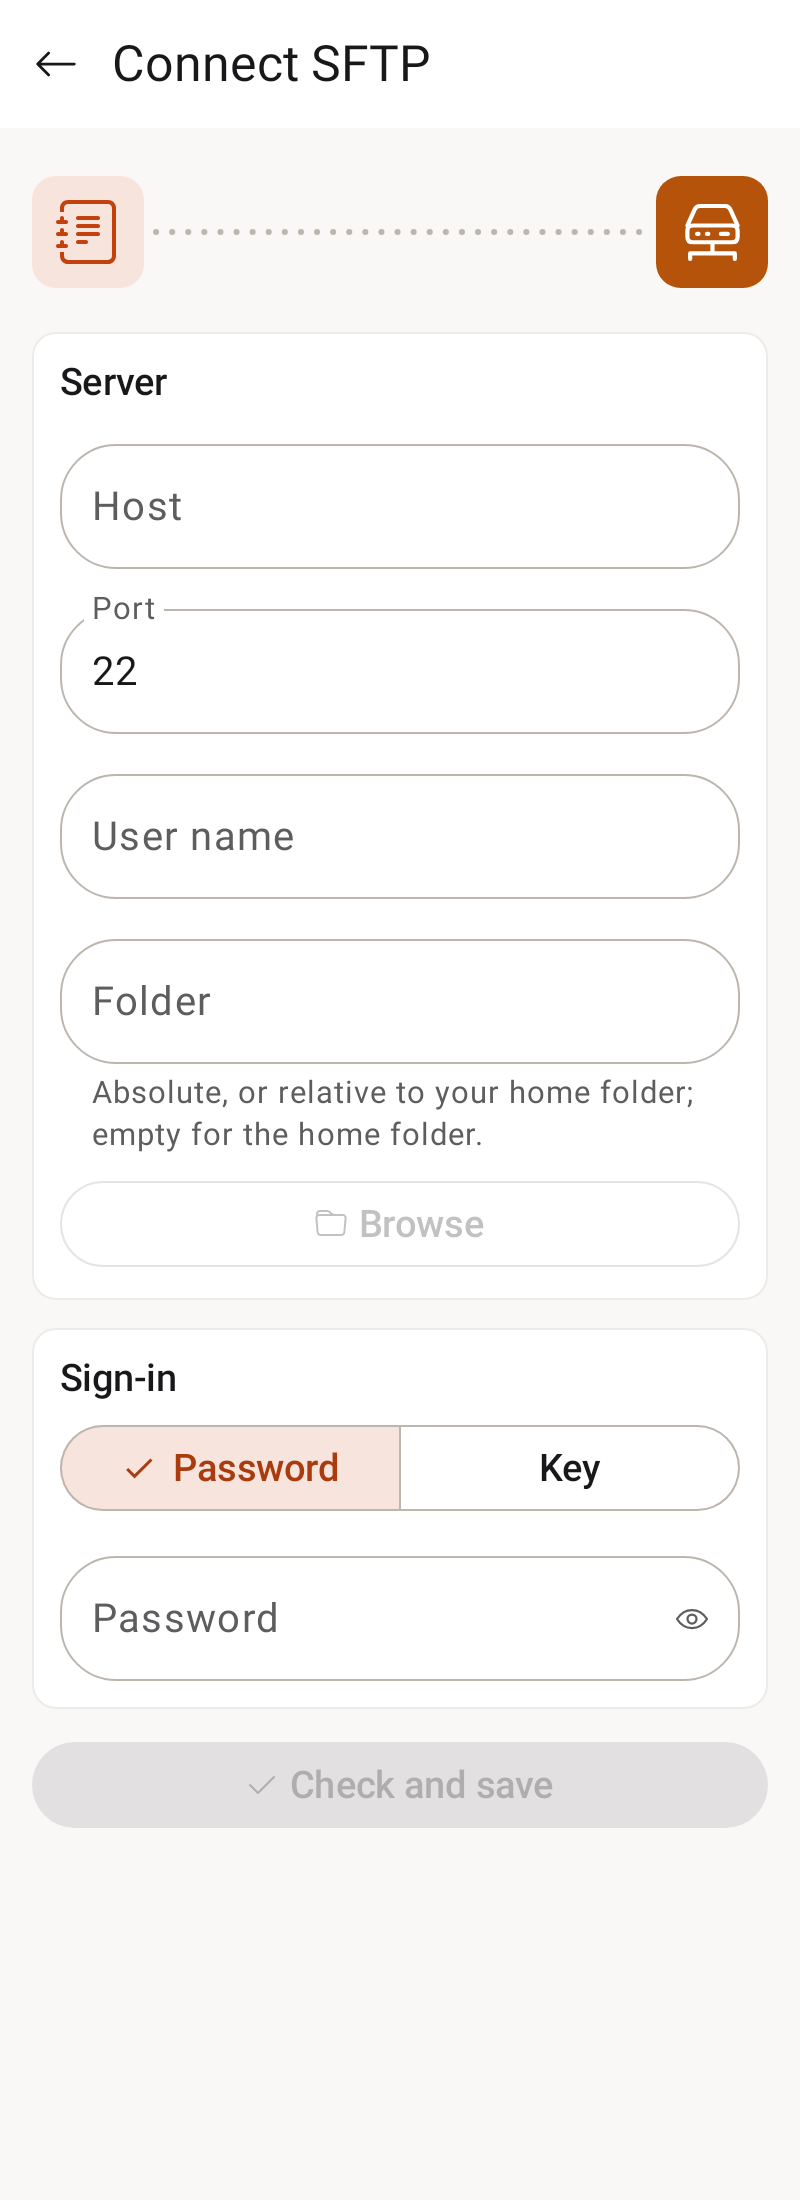 Connect SFTP
Server
Host
Port
22
User name
Folder
Absolute, or relative to your home folder;
empty for the home folder.
Browse
Sign-in
Password
Key
Password
Check and save